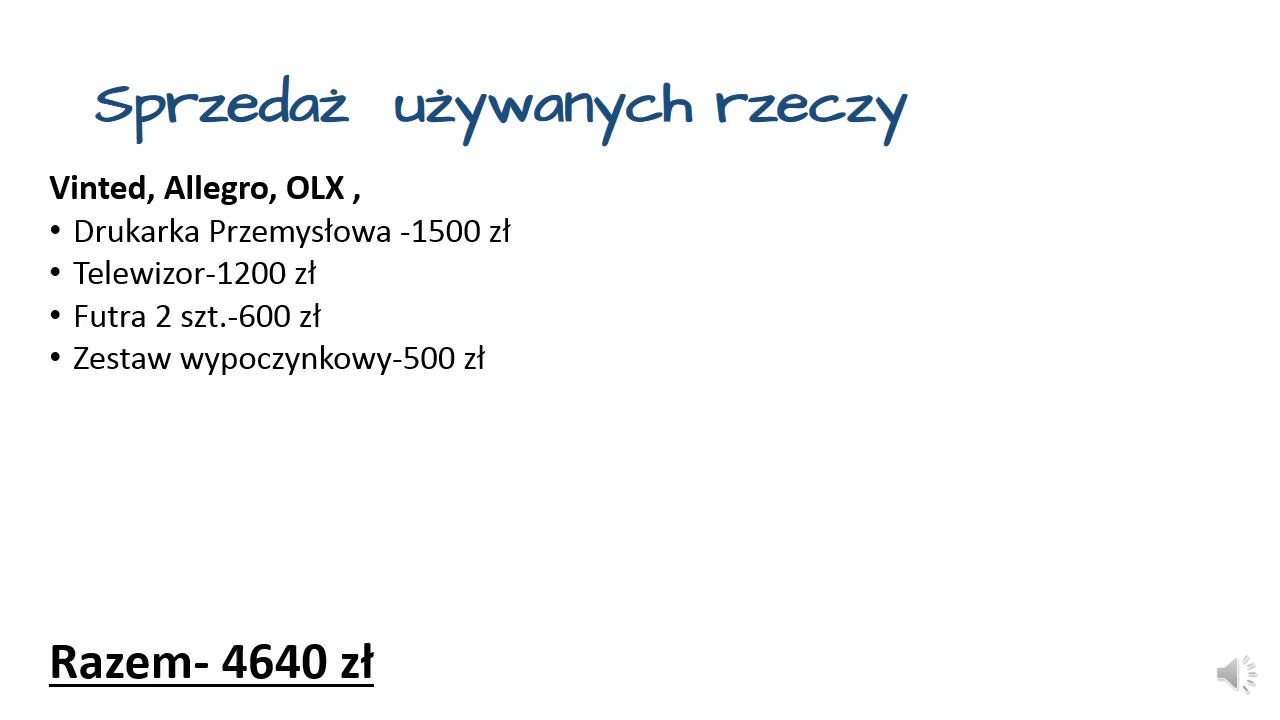 Sprzedaż  używanych rzeczy
Vinted, Allegro, OLX ,
• Drukarka Przemysłowa -1500 zł
• Telewizor-1200 zł
• Futra 2 szt.-600 zł
• Zestaw wypoczynkowy-500 zł
Razem- 4640 zł